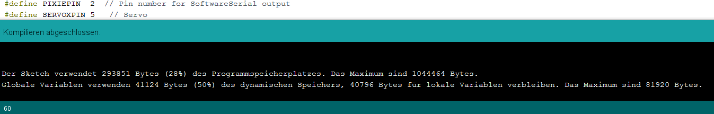 #define PIXIEPIN  2  // Pin number for SoftwareSerial output
#define SERVOXPIN 5   // Servo
Kompilieren abgeschlossen.
Der Sketch verwendet 293851 Bytes (28%) des Programmspeicherplatzes. Das Maximum sind 1044464 Bytes.
Globale Variablen verwenden 41124 Bytes (50%) des dynamischen Speichers, 40796 Bytes für lokale Variablen verbleiben. Das Maximum sind 81920 Bytes.
60